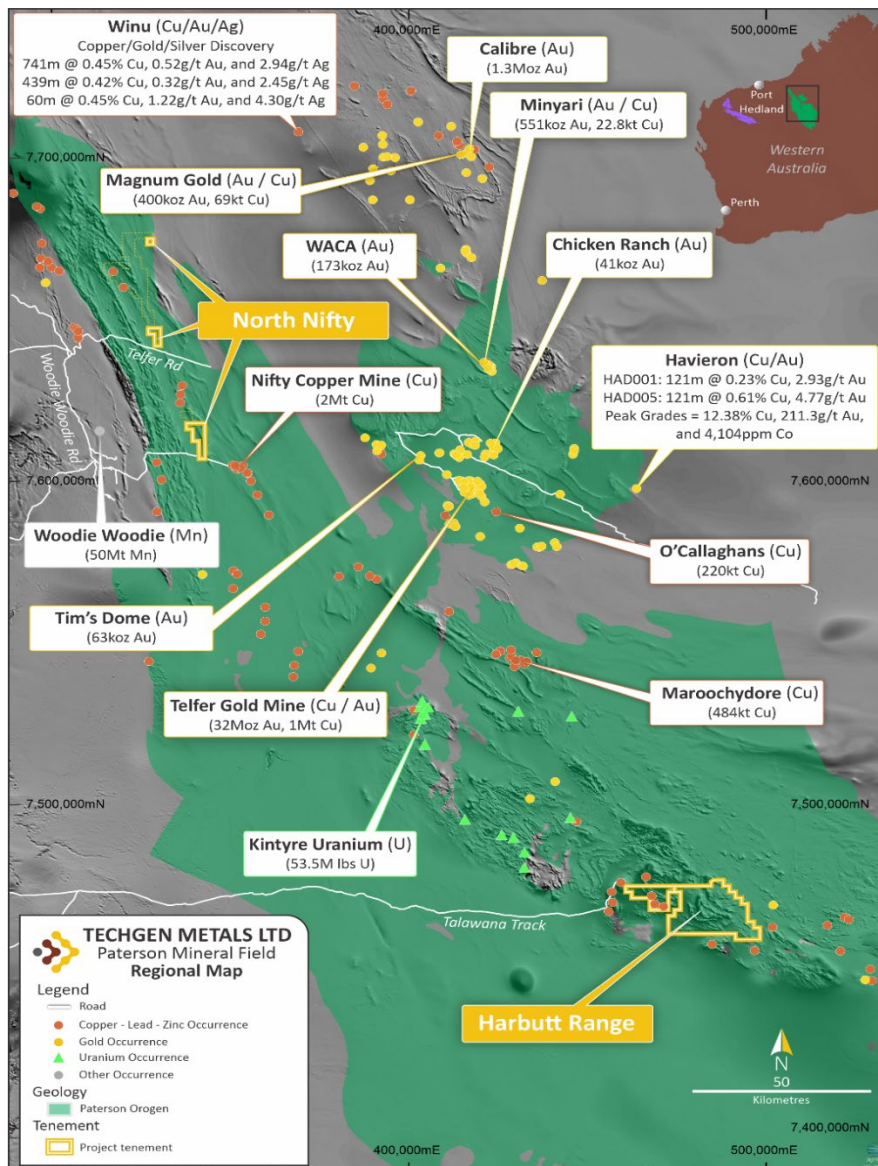 Winu (Cu/Au/Ag)
Copper/Gold/Silver Discovery
741m @ 0.45% Cu, 0.52g/t Au, and 2.94g/t Ag
439m @ 0.42% Cu, 0.32g/t Au, and 2.45g/t Ag
60m @ 0.45% Cu, 1.22g/t Au, and 4.30g/t Ag
400,000mE
500,000mE
Calibre (Au)
(1.3Moz Au)
Minyari (Au / Cu)
(551koz Au, 22.8kt Cu)
Port
Hedland
Western
Australia
Perth
7,700,000mN
7,700,000mN
Magnum Gold (Au / Cu)
(400koz Au, 69kt Cu)
WACA (Au)
(173koz Au)
Chicken Ranch (Au)
(41koz Au)
North Nifty
Telfer Rd
Woodie Woodie Rd
Nifty Copper Mine (Cu)
(2Mt Cu)
Havieron (Cu/Au)
HAD001: 121m @ 0.23% Cu, 2.93g/t Au
HAD005: 121m @ 0.61% Cu, 4.77g/t Au
Peak Grades = 12.38% Cu, 211.3g/t Au,
and 4,104ppm Co
7,600,000mN
7,600,000mN
Woodie Woodie (Mn)
(50Mt Mn)
O'Callaghans (Cu)
(220kt Cu)
Tim's Dome (Au)
(63koz Au)
Telfer Gold Mine (Cu / Au)
(32Moz Au, 1Mt Cu)
Maroochydore (Cu)
(484kt Cu)
7,500,000mN
7,500,000mN
Kintyre Uranium (U)
(53.5M lbs U)
Talawana Track
Harbutt Range
TECHGEN METALS LTD
Paterson Mineral Field
Regional Map
Legend
Road
Copper - Lead - Zinc Occurrence
Gold Occurrence
Uranium Occurrence
Other Occurrence
Geology
Paterson Orogen
Tenement
Project tenement
N
50
Kilometres
7,400,000mN
400,000mE
500,000mE